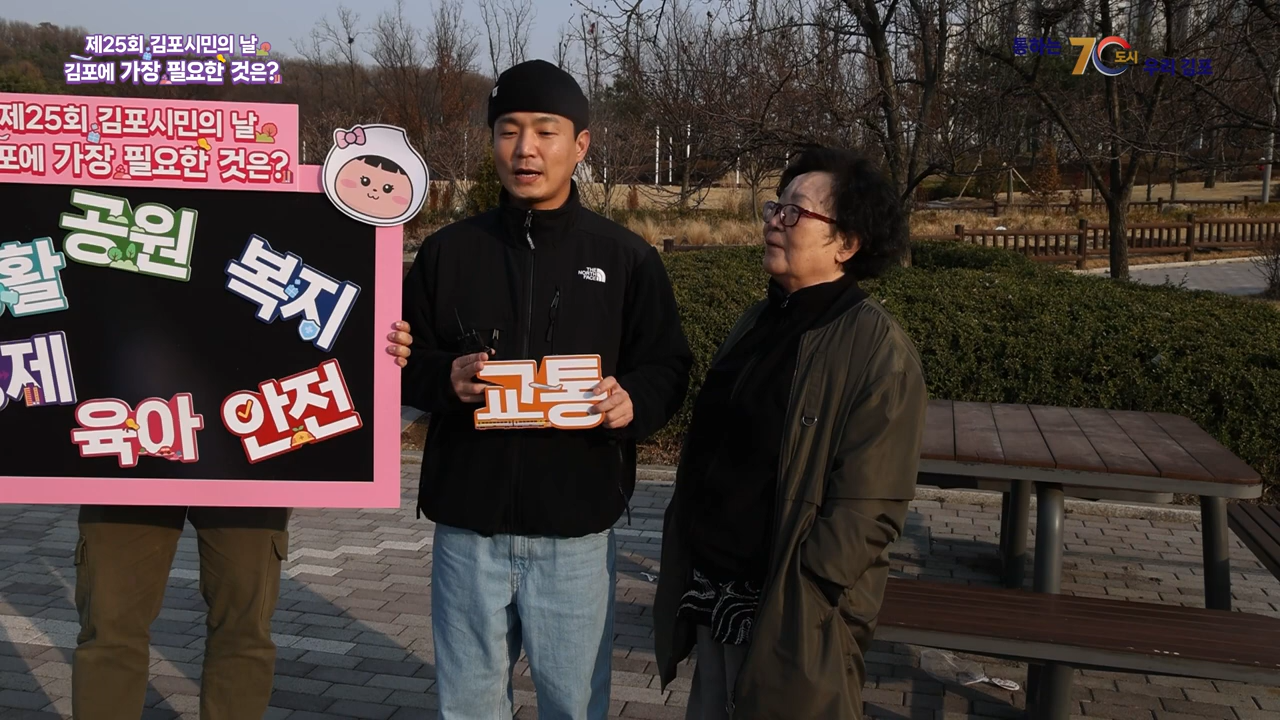 제25회 김포시민의 날
김포에 가장 필요한 것은?
통하는 70도시 우리 김포
제25회 김포시민의 날
포에 가장 필요한 것은?
공원
활
복지
제
육아
안전
THE
NORTH
FACE
교통